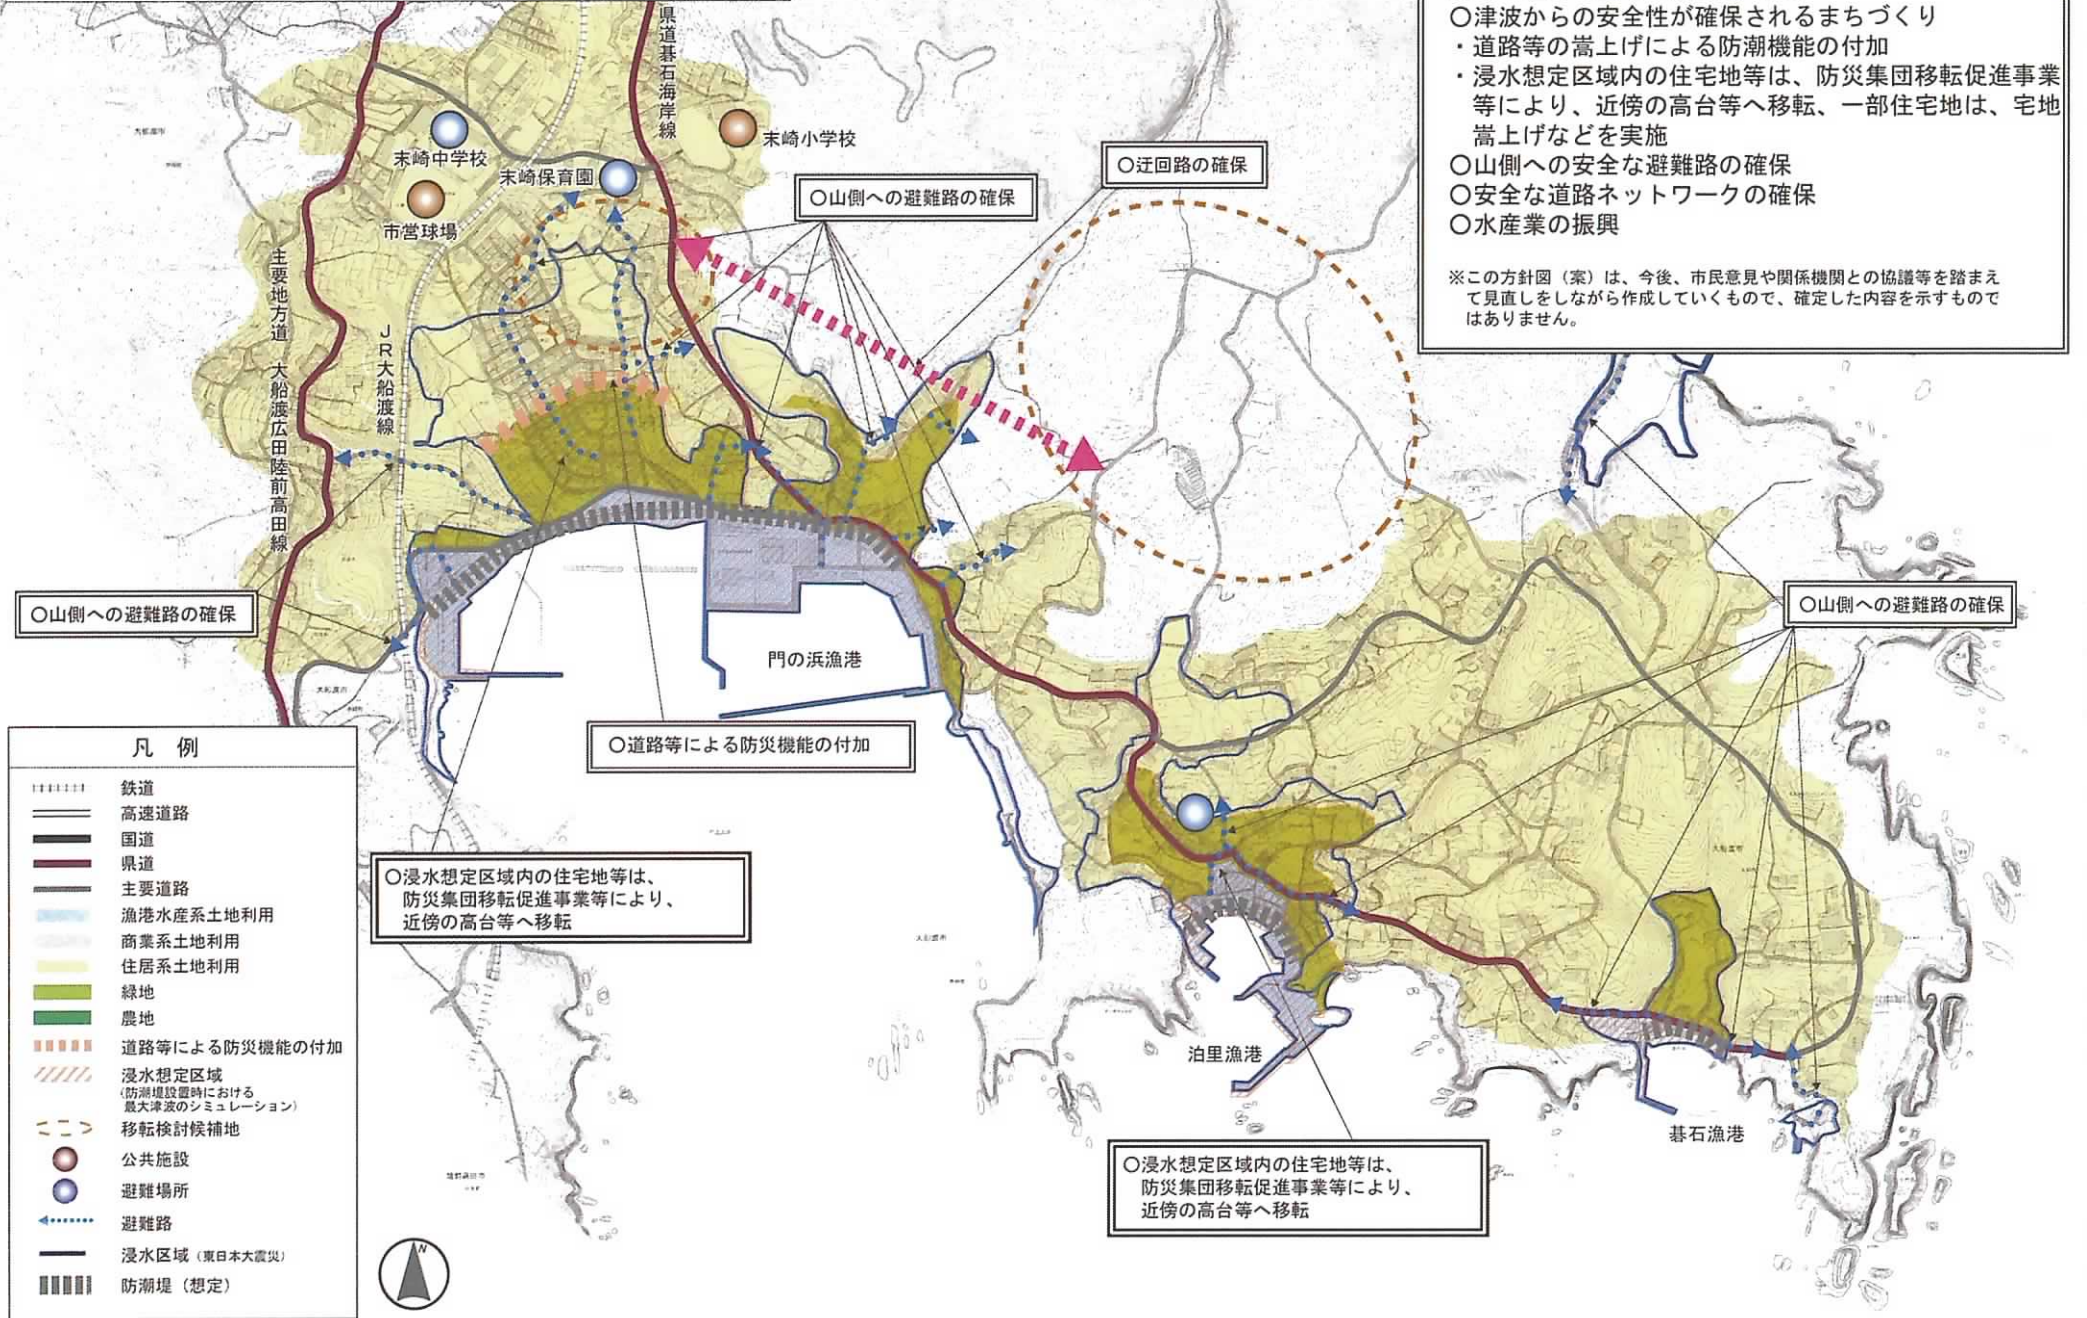 ○津波からの安全性が確保されるまちづくり
・道路等の嵩上げによる防潮機能の付加
・浸水想定区域内の住宅地等は、防災集団移転促進事業
等により、近傍の高台等へ移転、一部住宅地は、宅地
嵩上げなどを実施
○山側への安全な避難路の確保
○安全な道路ネットワークの確保
○水産業の振興
※この方針図（案）は、今後、市民意見や関係機関との協議等を踏まえ
て見直しをしながら作成していくもので、確定した内容を示すもので
はありません。
県道碁石海岸線
末崎小学校
末崎中学校
末崎保育園
市営球場
○迂回路の確保
○山側への避難路の確保
主要地方道 大船渡広田陸前高田線
JR大船渡線
○山側への避難路の確保
○山側への避難路の確保
門の浜漁港
○道路等による防災機能の付加
○浸水想定区域内の住宅地等は、
防災集団移転促進事業等により、
近傍の高台等へ移転
泊里漁港
碁石漁港
○浸水想定区域内の住宅地等は、
防災集団移転促進事業等により、
近傍の高台等へ移転
凡 例
鉄道
高速道路
国道
県道
主要道路
漁港水産系土地利用
商業系土地利用
住居系土地利用
緑地
農地
道路等による防災機能の付加
浸水想定区域
（防潮堤設置時における
最大津波のシミュレーション）
移転検討候補地
公共施設
避難場所
避難路
浸水区域（東日本大震災）
防潮堤（想定）
N